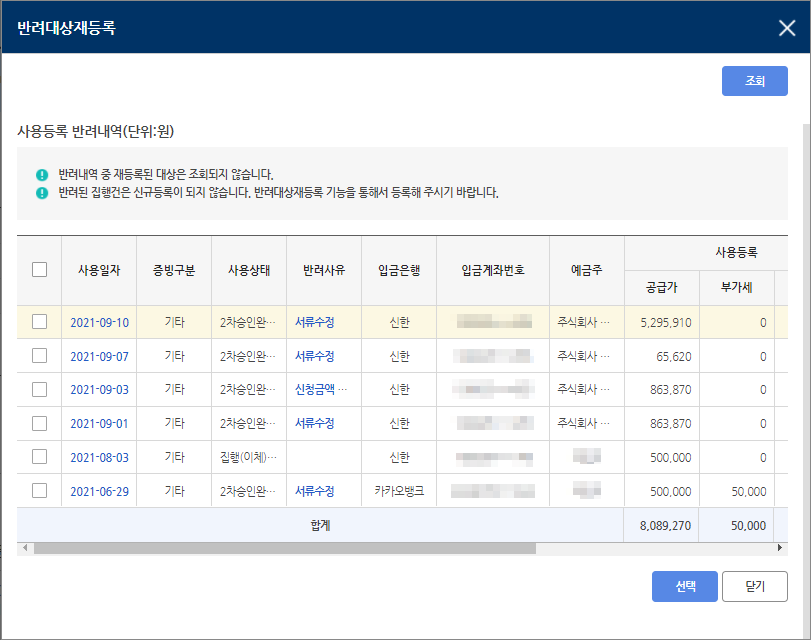 반려대상재등록
조회
사용등록 반려내역(단위:원)
반려내역 중 재등록된 대상은 조회되지 않습니다.
반려된 집행건은 신규등록이 되지 않습니다. 반려대상재등록 기능을 통해서 등록해 주시기 바랍니다.
사용일자 증빙구분 사용상태 반려사유 입금은행 입금계좌번호 예금주 사용등록
공급가 부가세
2021-09-10 기타 2차승인완··· 서류수정 신한 주식회사 ··· 5,295,910 0
2021-09-07 기타 2차승인완··· 서류수정 신한 주식회사 ··· 65,620 0
2021-09-03 기타 2차승인완··· 신청금액 ··· 신한 주식회사 ··· 863,870 0
2021-09-01 기타 2차승인완··· 서류수정 신한 주식회사 ··· 863,870 0
2021-08-03 기타 집행(이체)··· 신한 500,000 0
2021-06-29 기타 2차승인완··· 서류수정 카카오뱅크 500,000 50,000
합계 8,089,270 50,000
선택 닫기